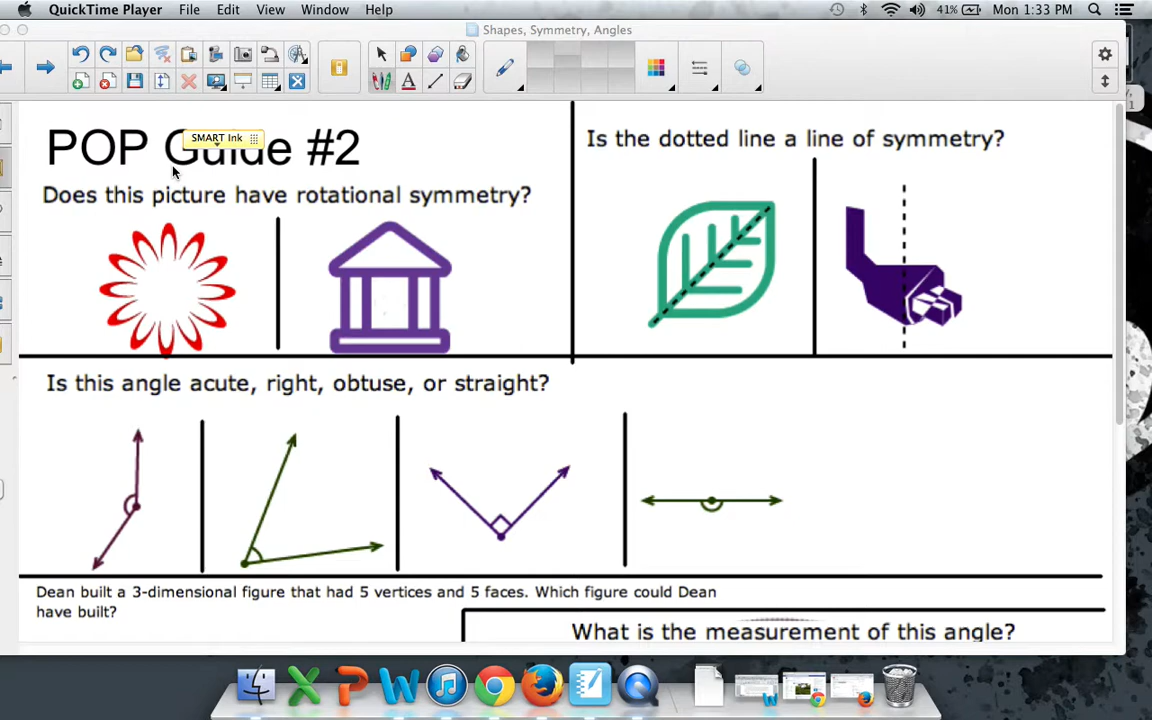 QuickTime Player File Edit View Window Help 41% Mon 1:33 PM
Shapes, Symmetry, Angles
POP Guide #2
SMART Ink
Does this picture have rotational symmetry?
Is the dotted line a line of symmetry?
Is this angle acute, right, obtuse, or straight?
Dean built a 3-dimensional figure that had 5 vertices and 5 faces. Which figure could Dean
have built?
What is the measurement of this angle?